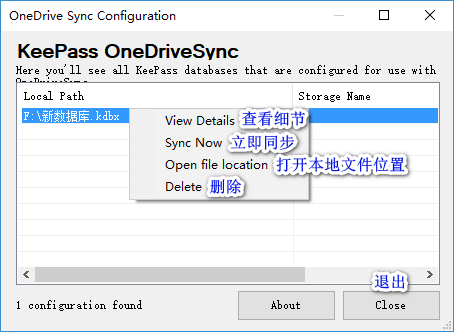 OneDrive Sync Configuration
KeePass OneDriveSync
Here you'll see all KeePass databases that are configured for use with
OneDriveSync.
Local Path Storage Name
F:\新数据库.kdbx
View Details 查看细节
Sync Now 立即同步
Open file location 打开本地文件位置
Delete 删除
退出
1 configuration found About Close